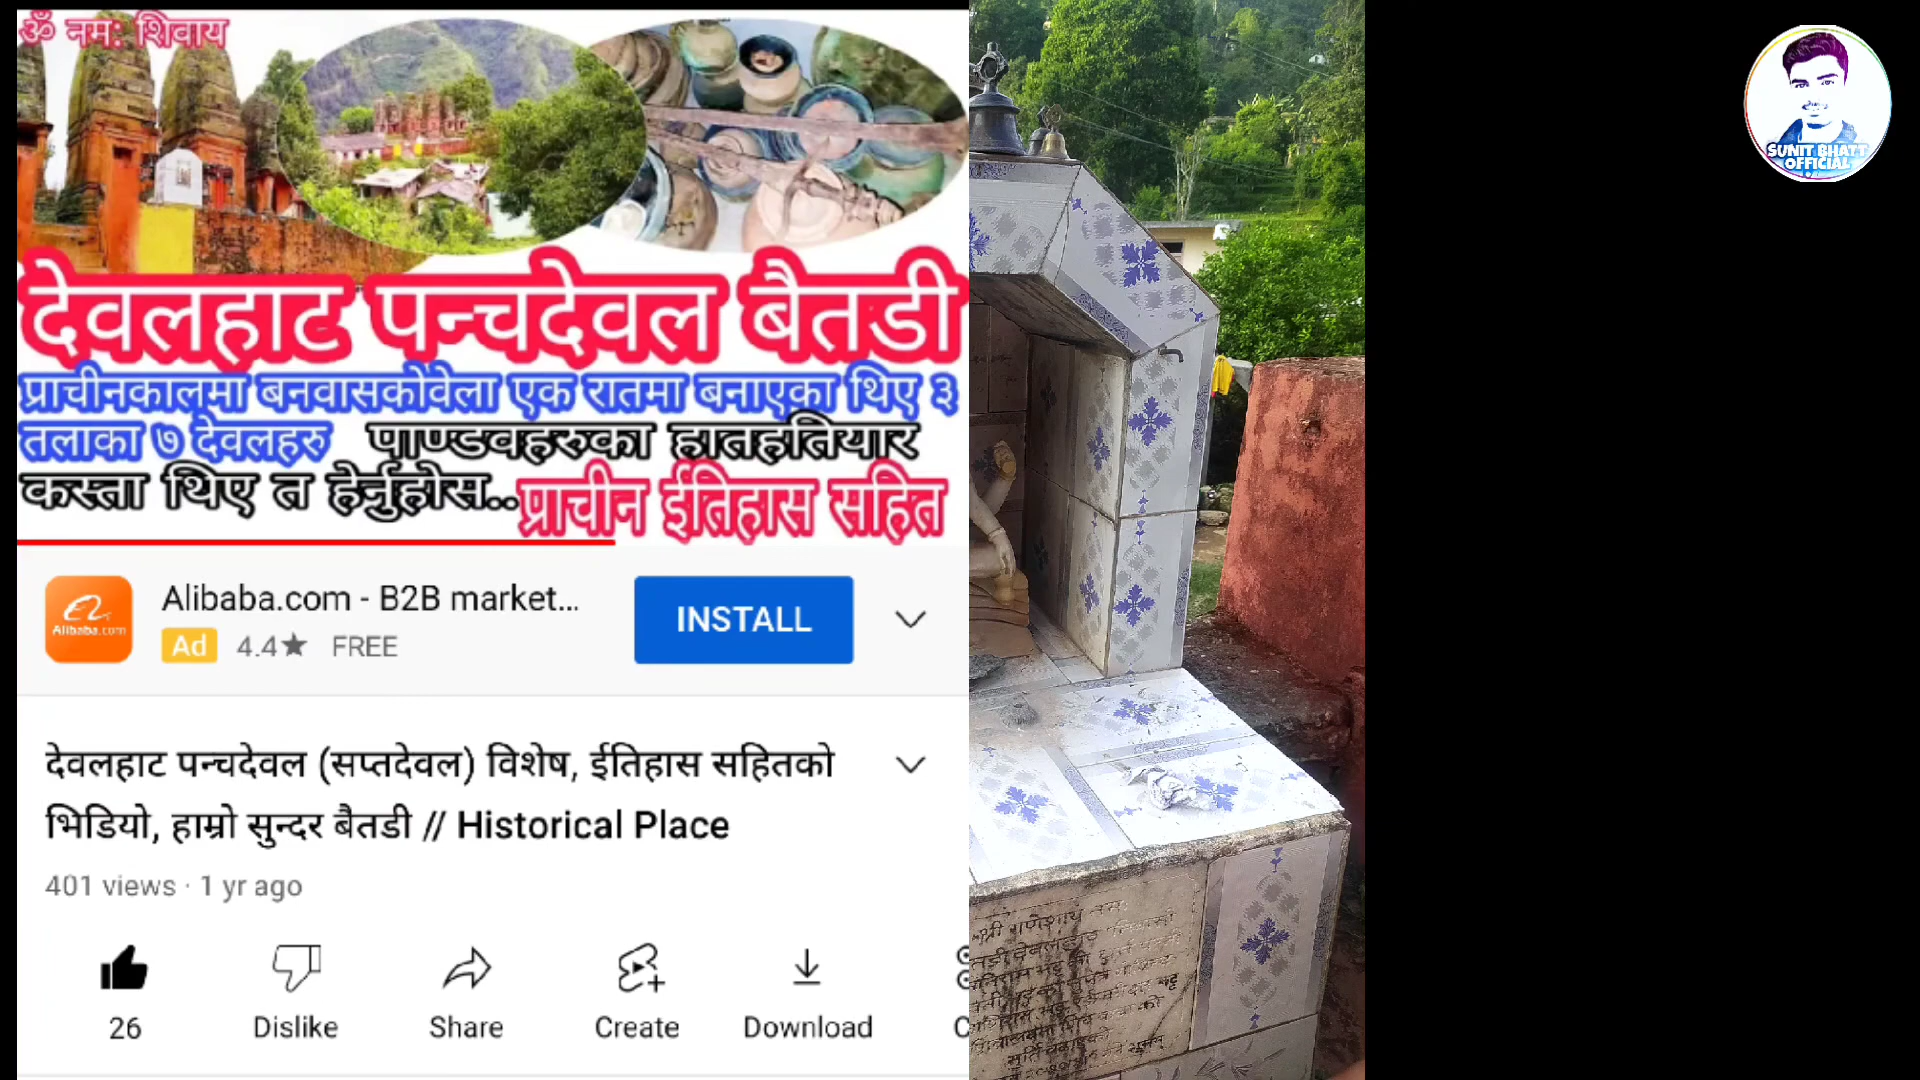 ॐ नम: शिवाय
देवलहाट पन्चदेवल बैतडी
प्राचीनकालमा बनवासकोवेला एक रातमा बनाएका थिए ३
तलाका ७ देवलहरु पाण्डवहरुका हातहतियार
कस्ता थिए त हेर्नुहोस.. प्राचीन ईतिहास सहित
Alibaba.com
Alibaba.com - B2B market...
Ad 4.4★ FREE
INSTALL
देवलहाट पन्चदेवल (सप्तदेवल) विशेष, ईतिहास सहितको
भिडियो, हाम्रो सुन्दर बैतडी // Historical Place
401 views · 1 yr ago
26 Dislike Share Create Download
SUNIT BHATT
OFFICIAL
श्री गणेशाय नमः